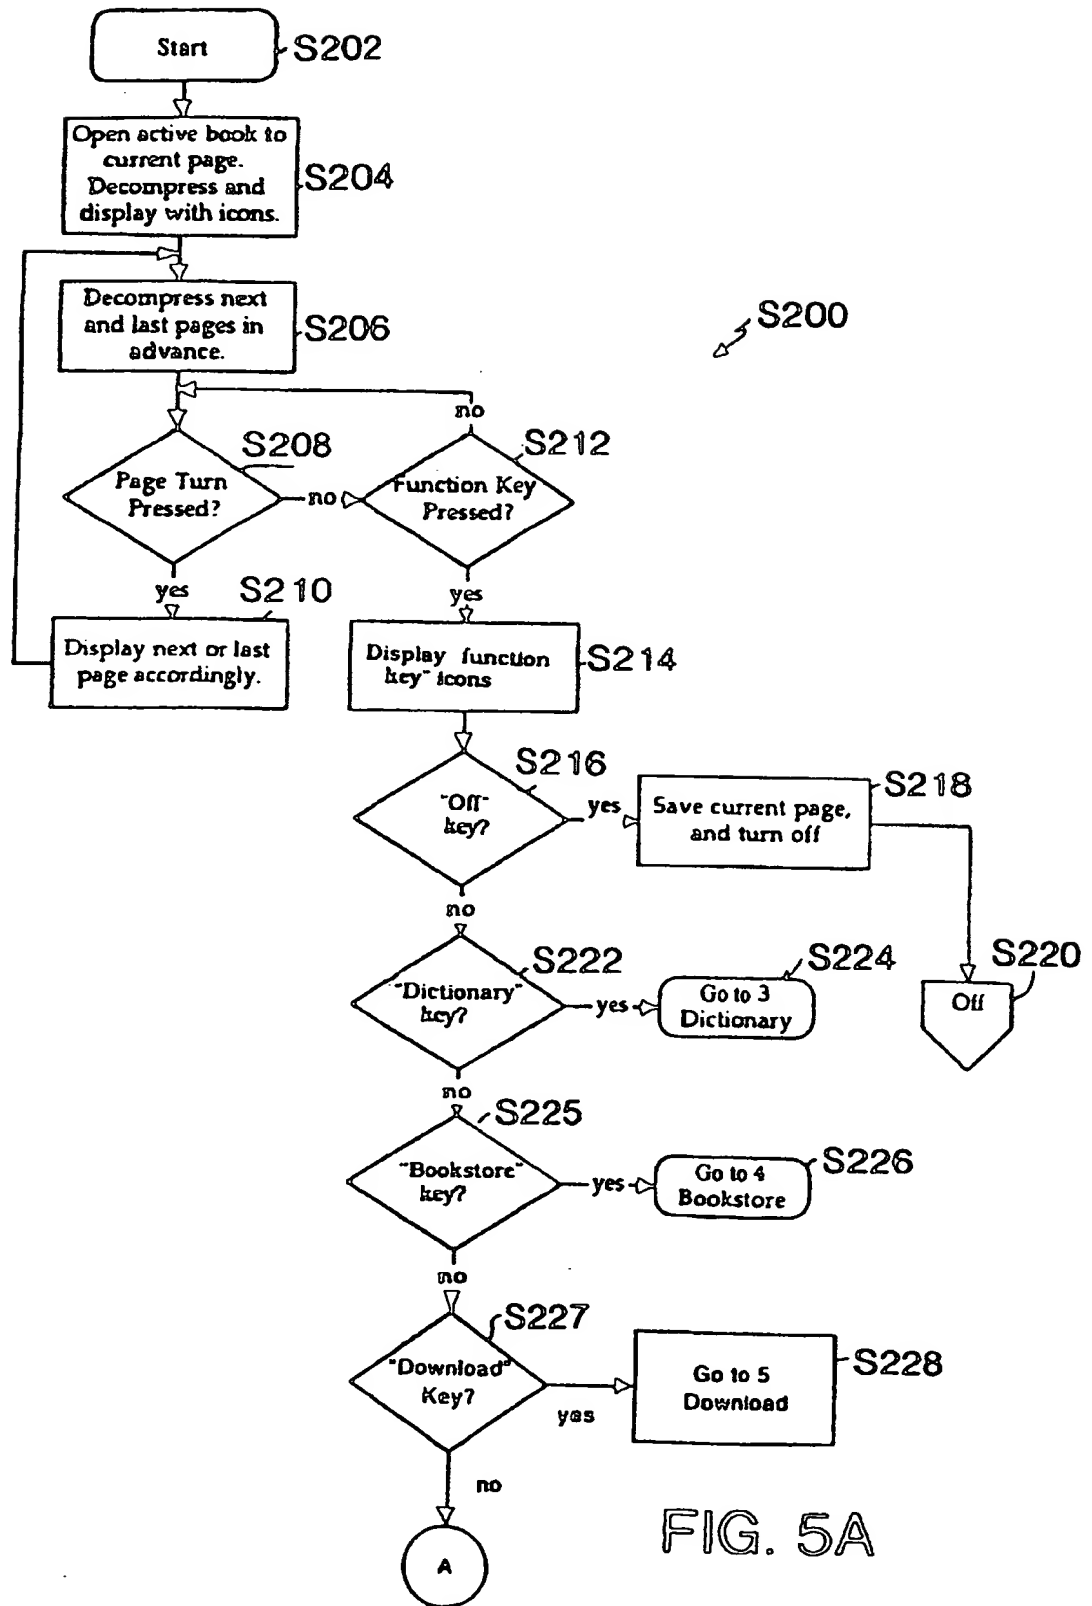 Start
S202
Open active book to
current page.
Decompress and
display with icons.
S204
Decompress next
and last pages in
advance.
S206
S200
no
S208
S212
Page Turn
Pressed?
no
Function Key
Pressed?
yes
S210
yes
Display next or last
page accordingly.
Display function
key" icons
S214
S216
"Off"
key?
yes
Save current page,
and turn off
S218
no
S222
"Dictionary"
key?
yes
Go to 3
Dictionary
S224
S220
Off
no
S225
"Bookstore"
key?
yes
Go to 4
Bookstore
S226
no
S227
"Download"
Key?
yes
Go to 5
Download
S228
no
A
FIG. 5A